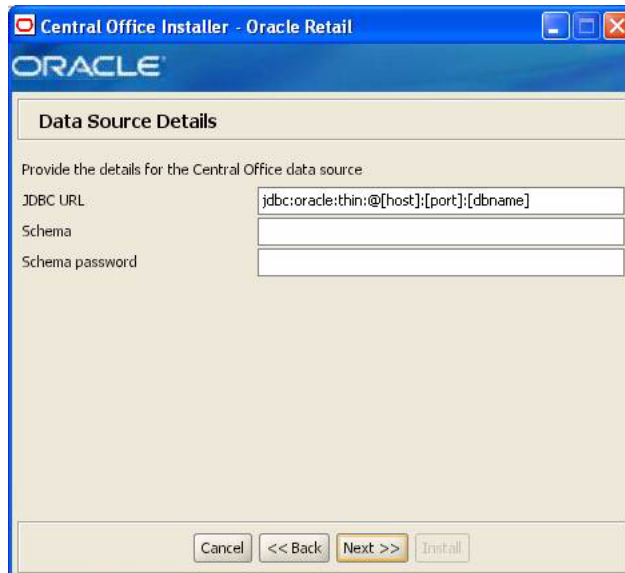 Central Office Installer - Oracle Retail
ORACLE
Data Source Details
Provide the details for the Central Office data source
JDBC URL jdbc:oracle:thin:@[host]:[port]:[dbname]
Schema
Schema password
Cancel << Back Next >> Install